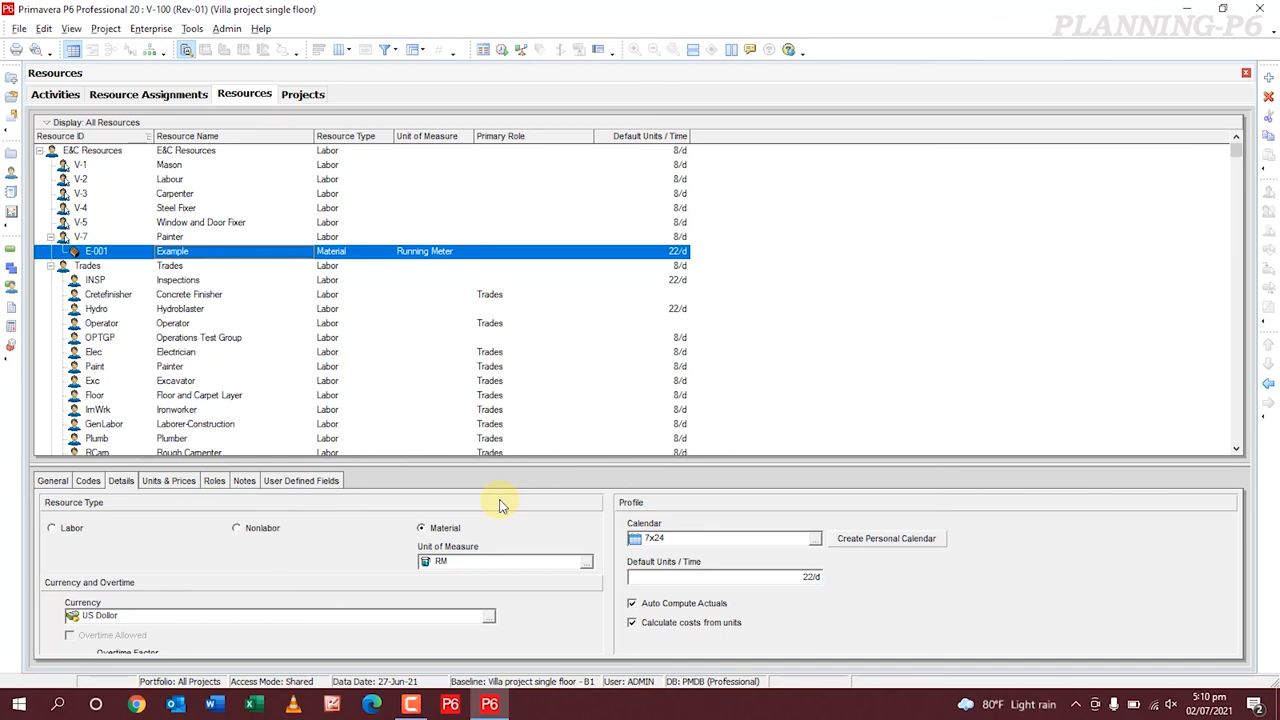 Primavera P6 Professional 20 : V-100 (Rev-01) (Villa project single floor)
PLANNING-P6
File Edit View Project Enterprise Tools Admin Help
Resources
Activities Resource Assignments Resources Projects
Display: All Resources
Resource ID Resource Name Resource Type Unit of Measure Primary Role Default Units / Time
E&C Resources E&C Resources Labor 8/d
V-1 Mason Labor 8/d
V-2 Labour Labor 8/d
V-3 Carpenter Labor 8/d
V-4 Steel Fixer Labor 8/d
V-5 Window and Door Fixer Labor 8/d
V-7 Painter Labor 8/d
E-001 Example Material Running Meter 22/d
Trades Trades Labor 8/d
INSP Inspections Labor 22/d
Cretefinisher Concrete Finisher Labor Trades 8/d
Hydro Hydroblaster Labor 22/d
Operator Operator Labor Trades 8/d
OPTGP Operations Test Group Labor 8/d
Elec Electrician Labor Trades 8/d
Paint Painter Labor Trades 8/d
Exc Excavator Labor Trades 8/d
Floor Floor and Carpet Layer Labor Trades 8/d
ImWrk Ironworker Labor Trades 8/d
GenLabor Laborer-Construction Labor Trades 8/d
Plumb Plumber Labor Trades 8/d
RCarp Rough Carpenter Labor Trades 8/d
General Codes Details Units & Prices Roles Notes User Defined Fields
Resource Type Profile
Labor Nonlabor Material Calendar
7x24 Create Personal Calendar
Unit of Measure
RM Default Units / Time
22/d
Currency and Overtime
Currency Auto Compute Actuals
US Dollor Calculate costs from units
Overtime Allowed
Overtime Factor
Portfolio: All Projects Access Mode: Shared Data Date: 27-Jun-21 Baseline: Villa project single floor - B1 User: ADMIN DB: PMDB (Professional)
80°F Light rain 5:10 pm
02/07/2021